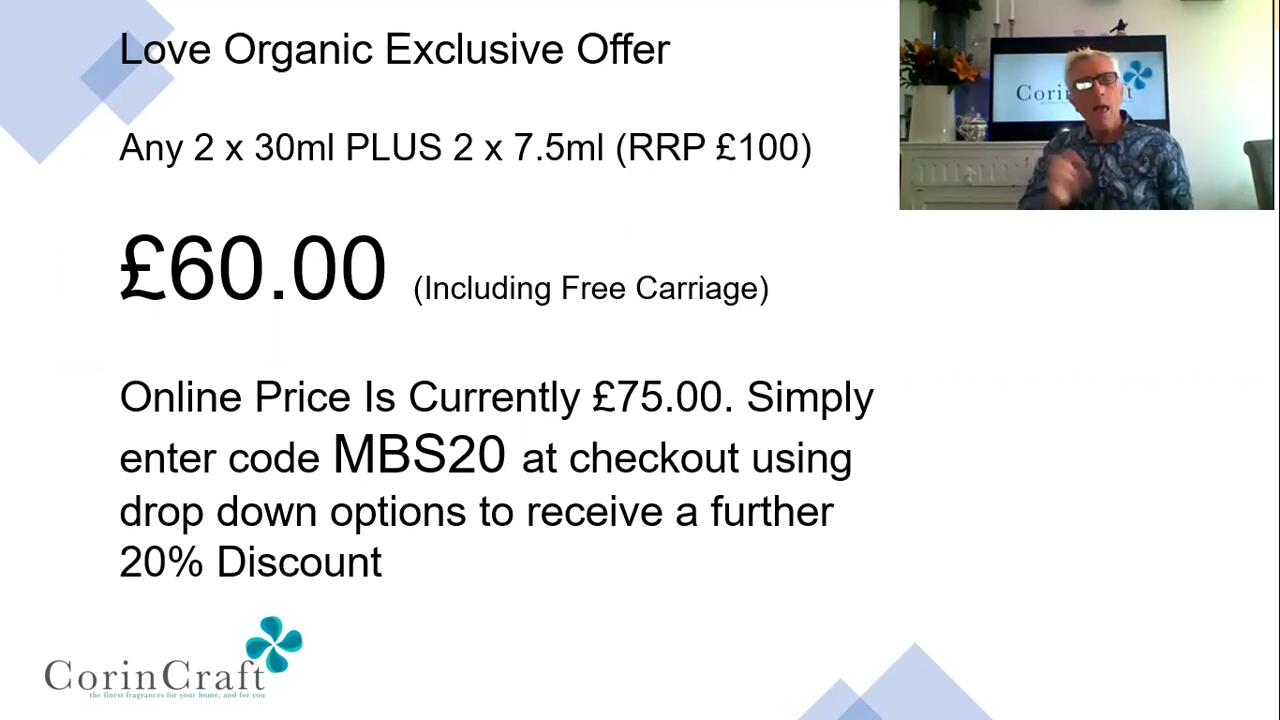 Love Organic Exclusive Offer
Any 2 x 30ml PLUS 2 x 7.5ml (RRP £100)
£60.00 (Including Free Carriage)
Online Price Is Currently £75.00. Simply
enter code MBS20 at checkout using
drop down options to receive a further
20% Discount
CorinCraft
the finest fragrances for your home, and for you
Corin t